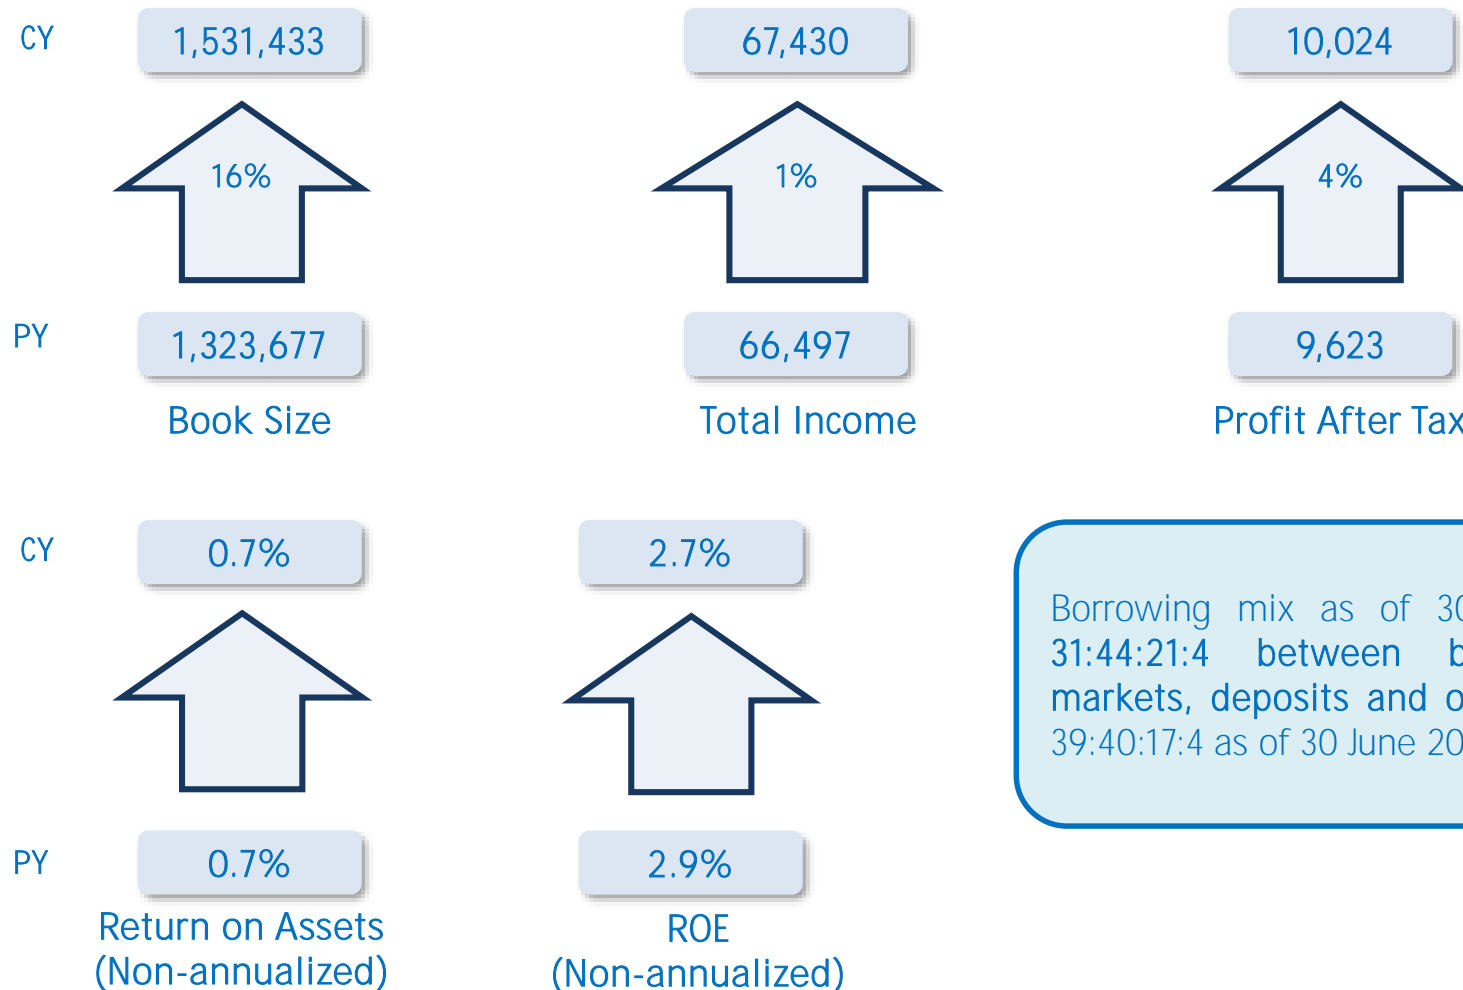 CY 1,531,433 67,430 10,024
16% 1% 4%
PY 1,323,677 66,497 9,623
Book Size Total Income Profit After Tax
CY 0.7% 2.7%
Borrowing mix as of
31:44:21:4 between
markets, deposits and
39:40:17:4 as of 30 June
PY 0.7% 2.9%
Return on Assets ROE
(Non-annualized) (Non-annualized)